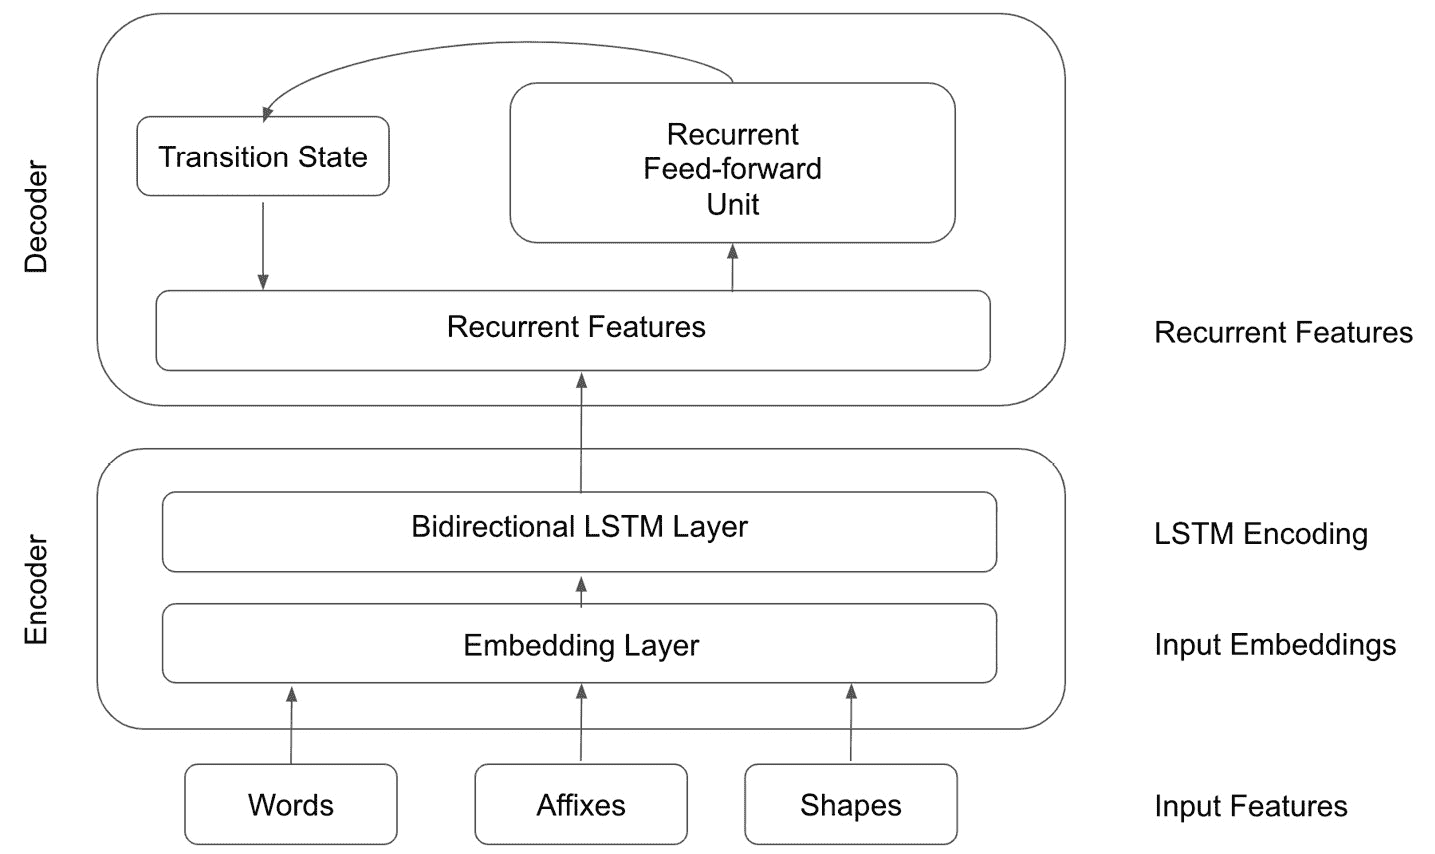 Decoder
Transition State
Recurrent
Feed-forward
Unit
Recurrent Features
Recurrent Features
Encoder
Bidirectional LSTM Layer
LSTM Encoding
Embedding Layer
Input Embeddings
Words
Affixes
Shapes
Input Features